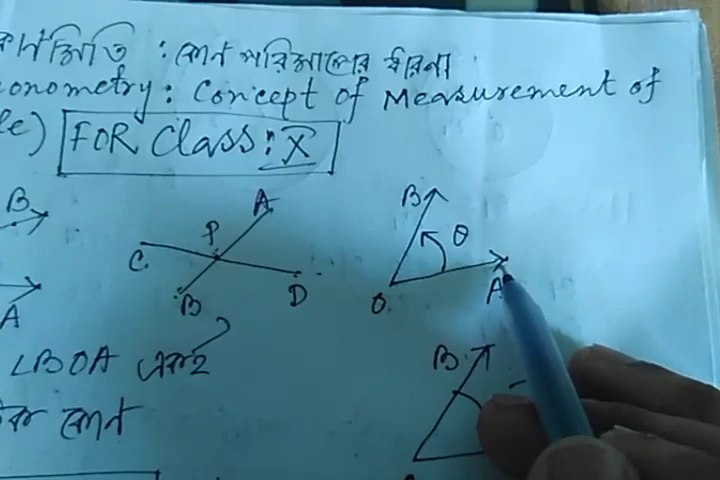 কোণমিতি : কোণ পরিমাপের ধারণা
onometry: Concept of Measurement of
le) FOR Class: X
B
A
C
P
A
B
D
B
θ
O
A
∠BOA একই
কোণ
B